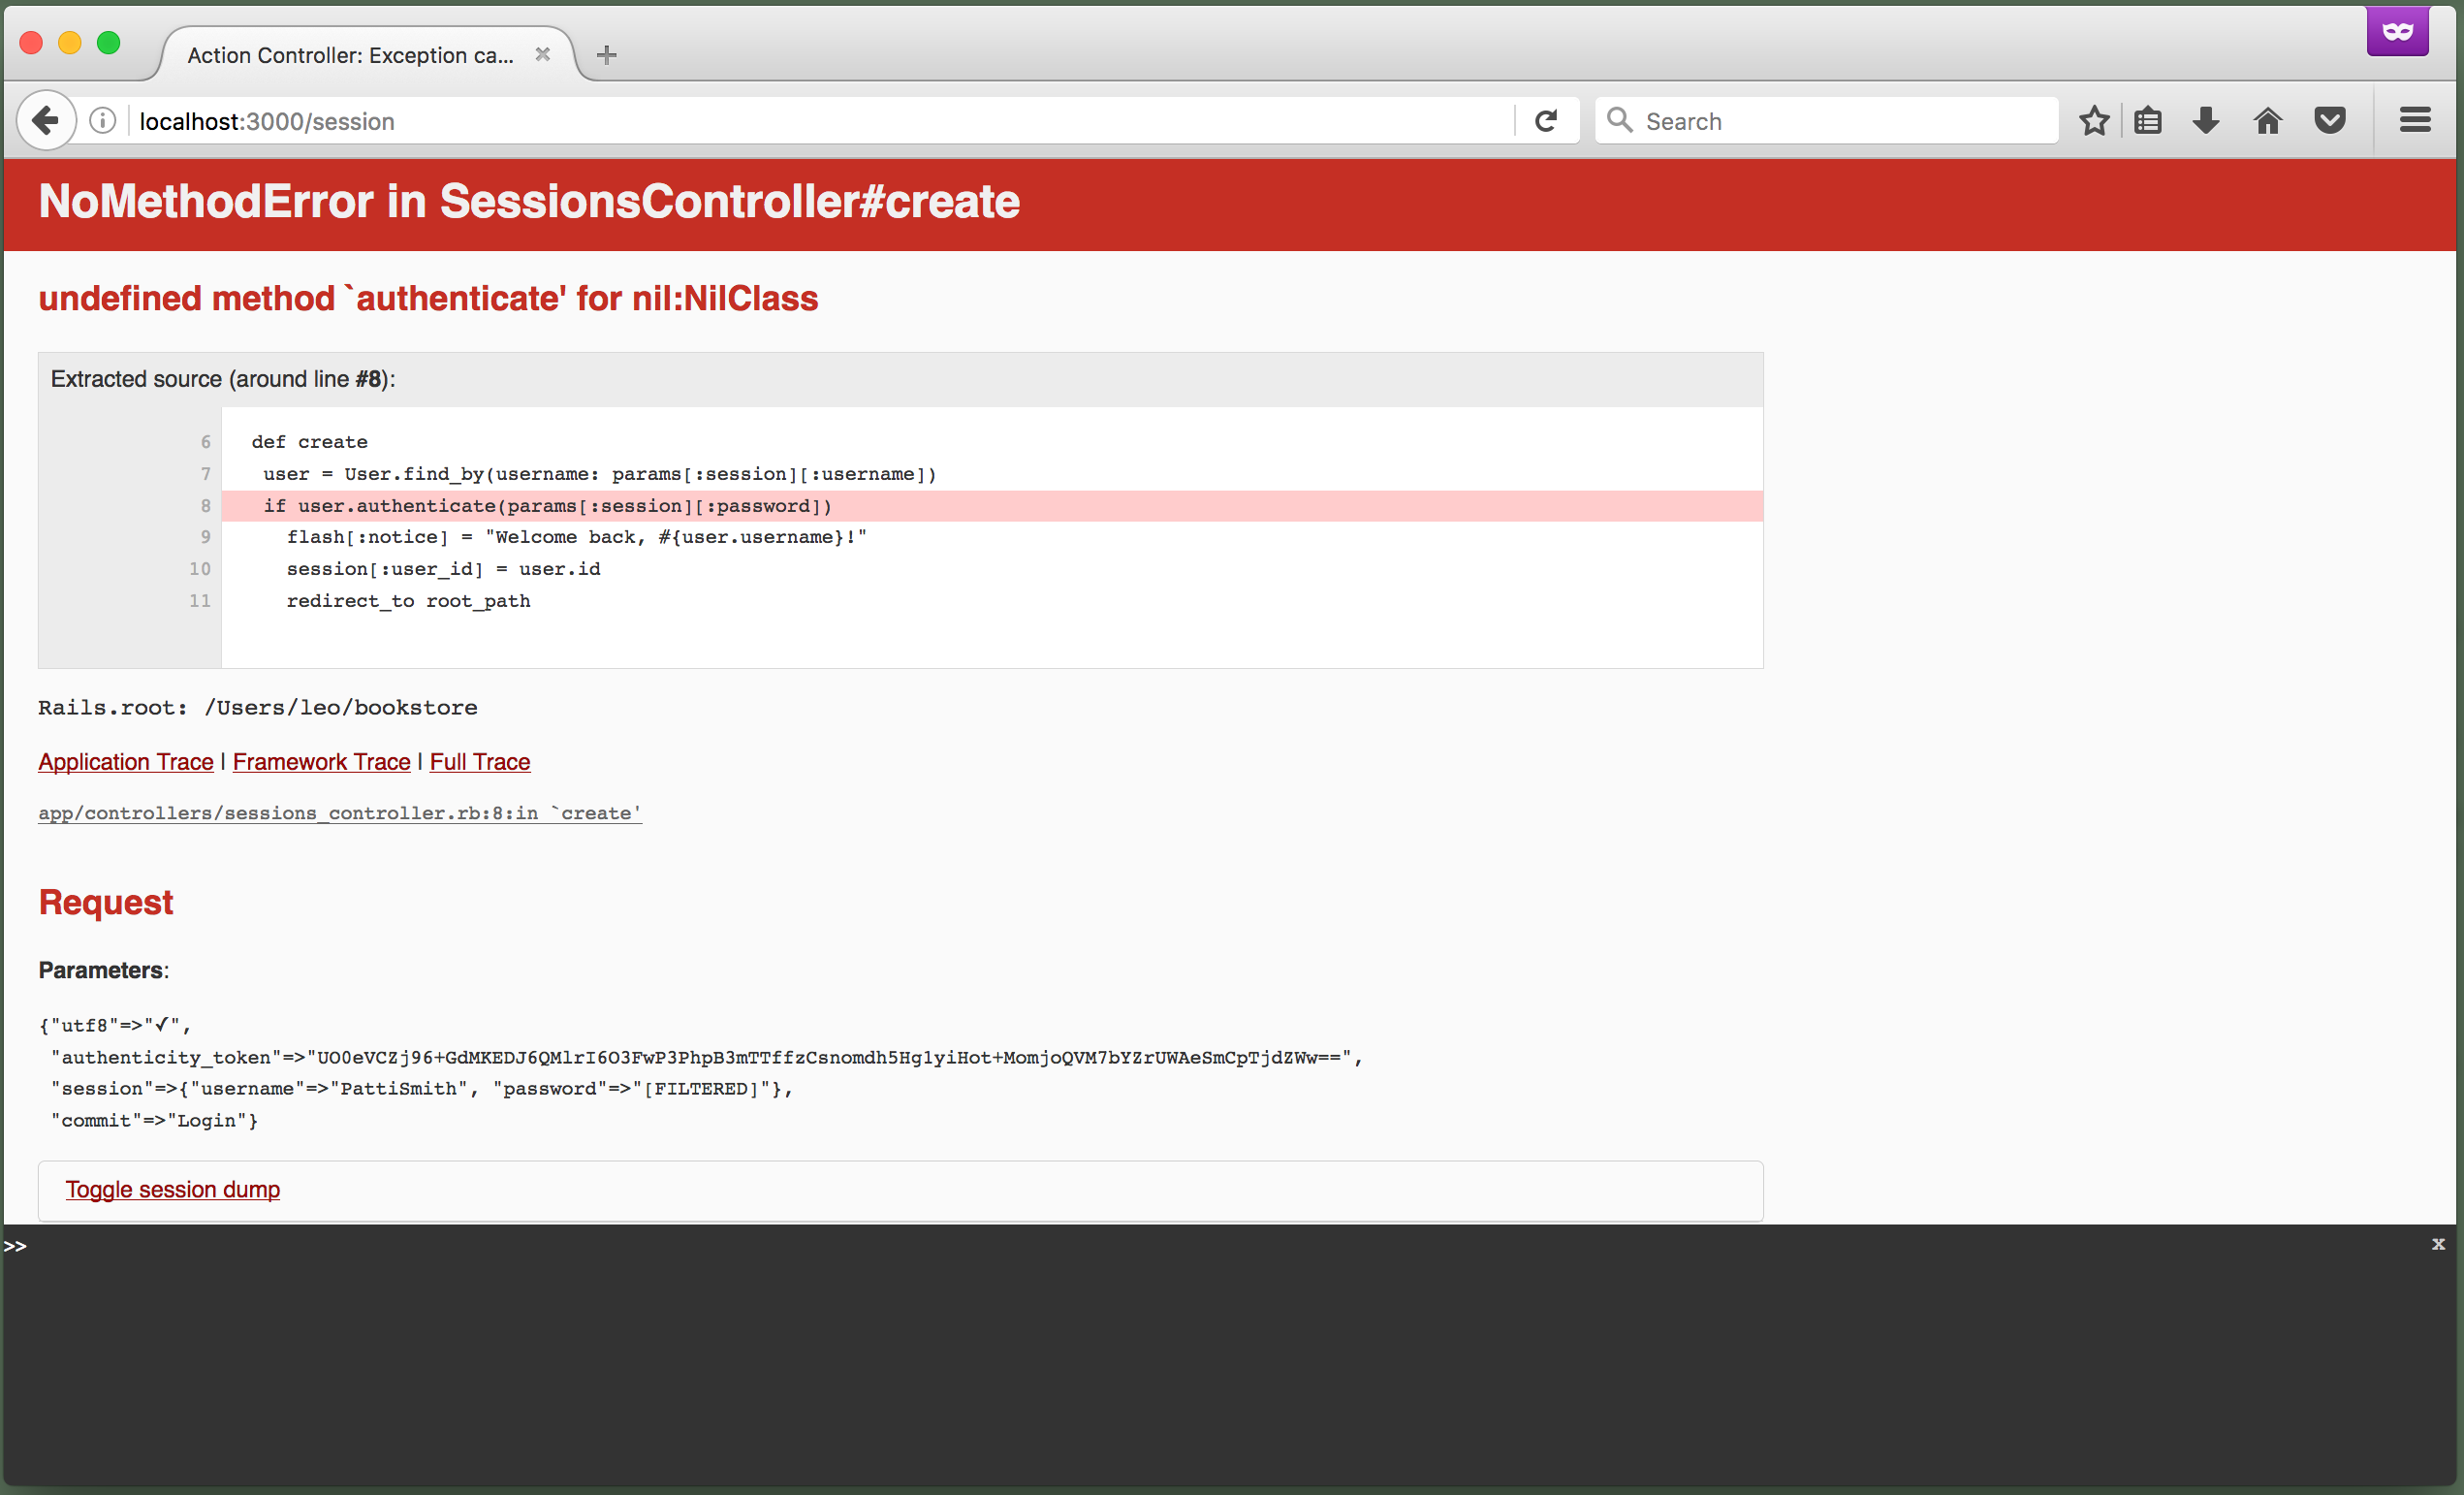 Action Controller: Exception ca...
localhost:3000/session
Search
NoMethodError in SessionsController#create
undefined method `authenticate' for nil:NilClass
Extracted source (around line #8):
6 def create
7 user = User.find_by(username: params[:session][:username])
8 if user.authenticate(params[:session][:password])
9 flash[:notice] = "Welcome back, #{user.username}!"
10 session[:user_id] = user.id
11 redirect_to root_path
Rails.root: /Users/leo/bookstore
Application Trace | Framework Trace | Full Trace
app/controllers/sessions_controller.rb:8:in `create'
Request
Parameters:
{"utf8"=>"✓",
"authenticity_token"=>"UO0eVCZj96+GdMKEDJ6QMlrI6O3FwP3PhpB3mTTffzCsnomdh5Hg1yiHot+MomjoQVM7bYZrUWAeSmCpTjdZWw==",
"session"=>{"username"=>"PattiSmith", "password"=>"[FILTERED]"},
"commit"=>"Login"}
Toggle session dump
>> x